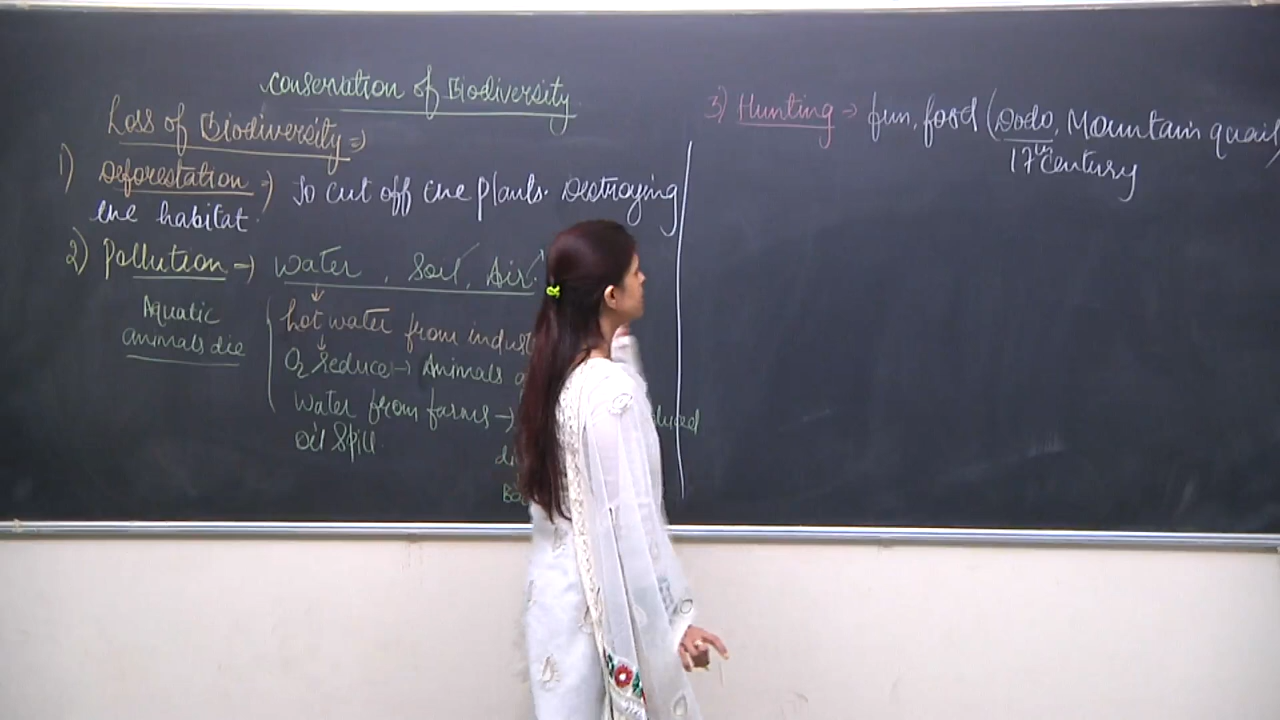 Conservation of Biodiversity
Loss of Biodiversity ⇒
1) Deforestation ⇒ To cut off the plants. Destroying
the habitat.
2) Pollution → Water, Soil, Air.
Aquatic
animals die
↓
hot water from
↓
O2 reduce → Animals
Water from farms →
Oil Spill
3) Hunting → fun, food (Dodo, Mountain quail)
17th century